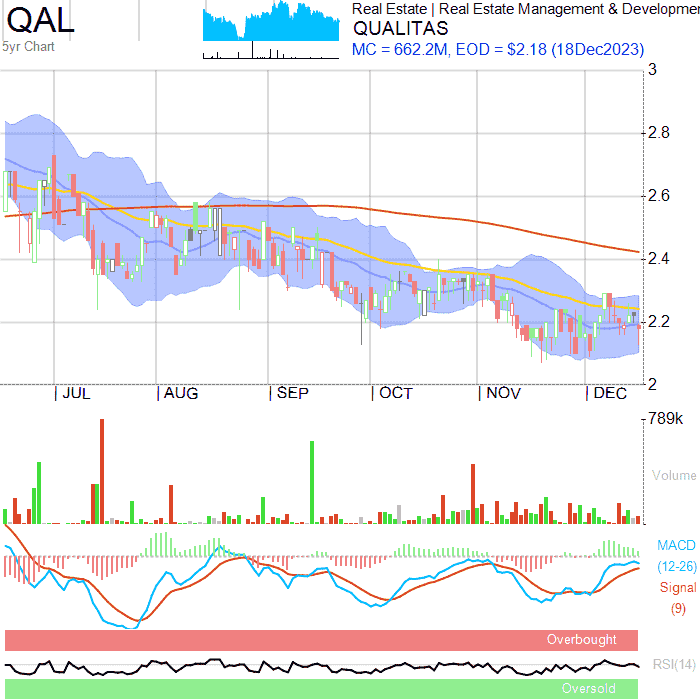 QAL
5yr Chart
Real Estate | Real Estate Management & Developmen
QUALITAS
MC = 662.2M, EOD = $2.18 (18Dec2023)
3
2.8
2.6
2.4
2.2
2
JUL AUG SEP OCT NOV DEC
789k
Volume
MACD
(12-26)
Signal
(9)
Overbought
RSI(14)
Oversold